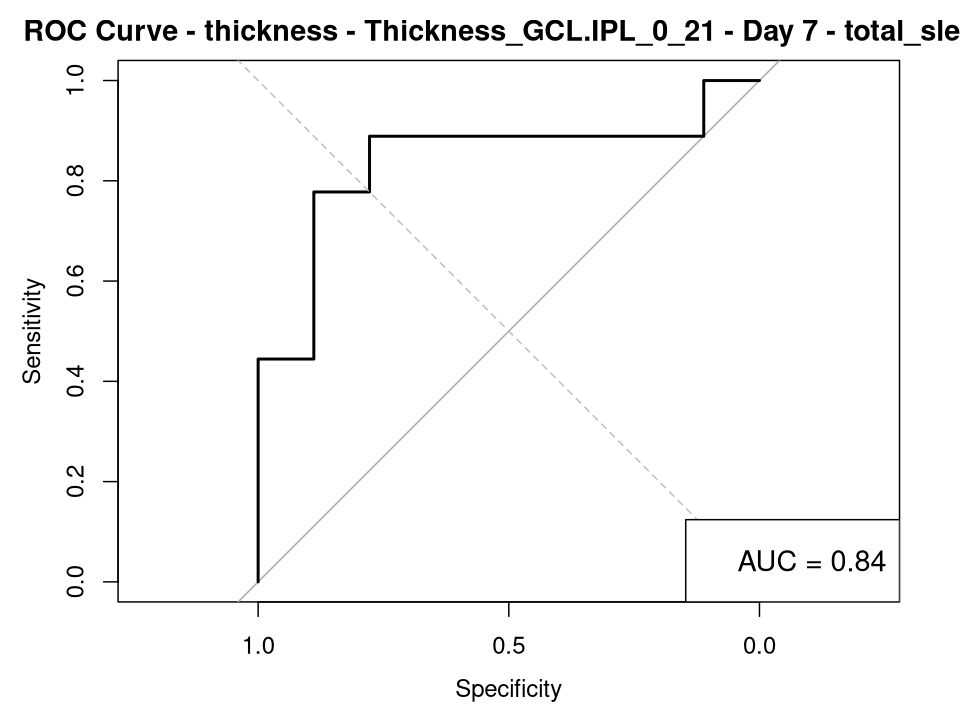 ROC Curve - thickness - Thickness_GCL.IPL_0_21 - Day 7 - total_sle
1.0
0.8
0.6
0.4
0.2
0.0
Sensitivity
AUC = 0.84
1.0 0.5 0.0
Specificity